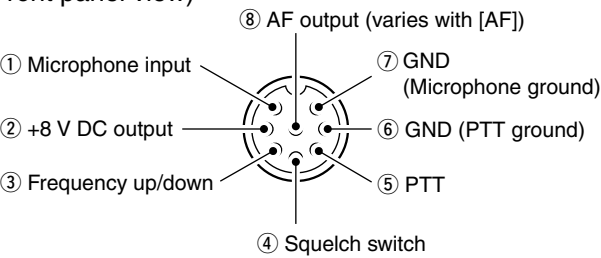 ront panel view)
⑧ AF output (varies with [AF])
① Microphone input
⑦ GND
(Microphone ground)
② +8 V DC output
⑥ GND (PTT ground)
③ Frequency up/down
⑤ PTT
④ Squelch switch